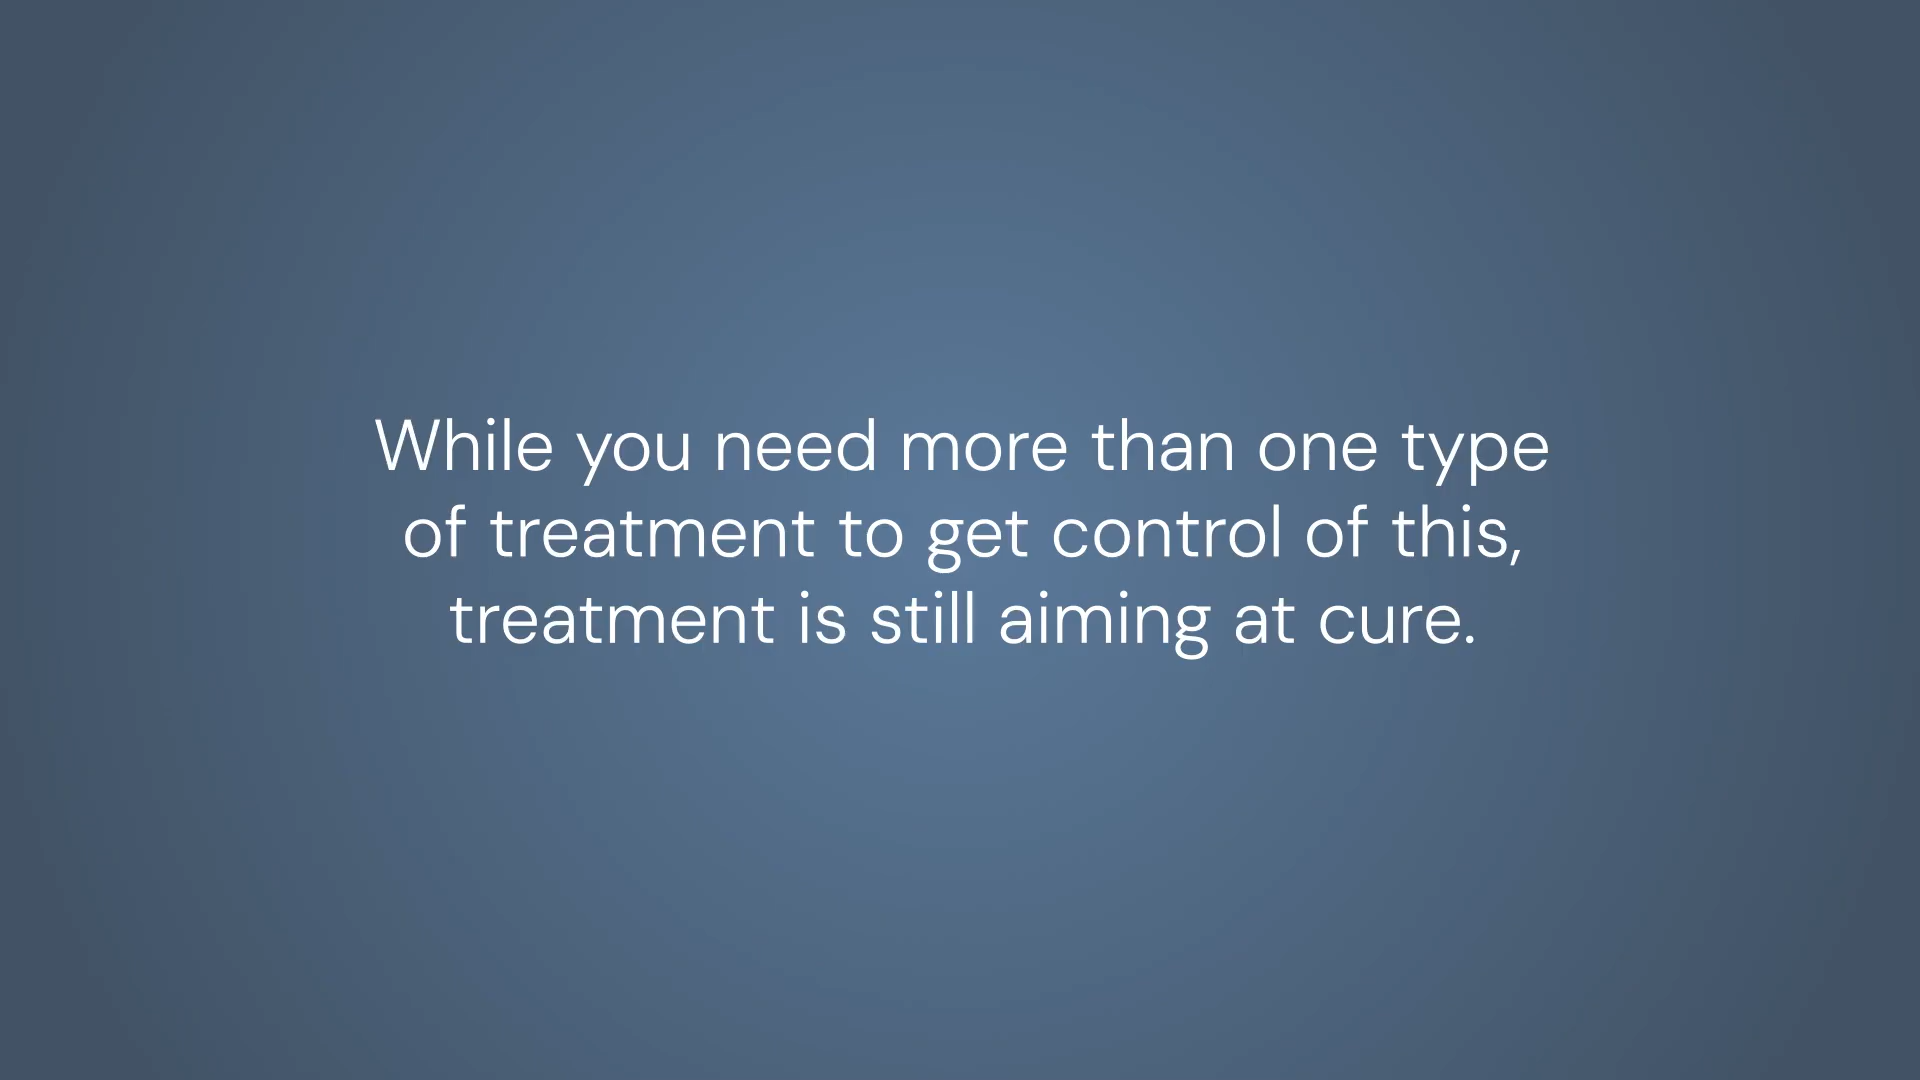 While you need more than one type
of treatment to get control of this,
treatment is still aiming at cure.